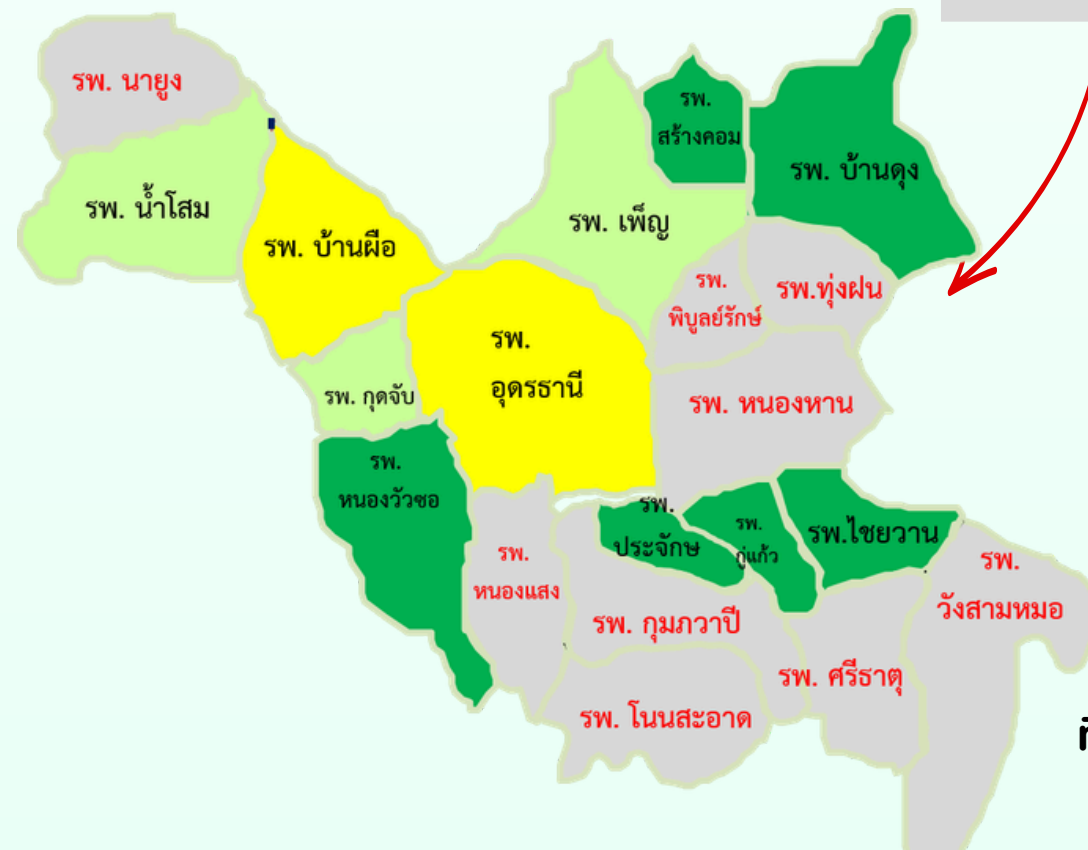 รพ. นายูง
รพ. น้ำโสม
รพ. บ้านผือ
รพ. เพ็ญ
รพ.
สร้างคอม
รพ. บ้านดุง
รพ.
พิบูลย์รักษ์
รพ.ทุ่งฝน
รพ.
อุดรธานี
รพ. กุดจับ
รพ. หนองหาน
รพ.
หนองวัวซอ
รพ.
หนองแสง
รพ.
ประจักษ
รพ.
กู่แก้ว
รพ.ไชยวาน
รพ.
วังสามหมอ
รพ. กุมภวาปี
รพ. ศรีธาตุ
รพ. โนนสะอาด